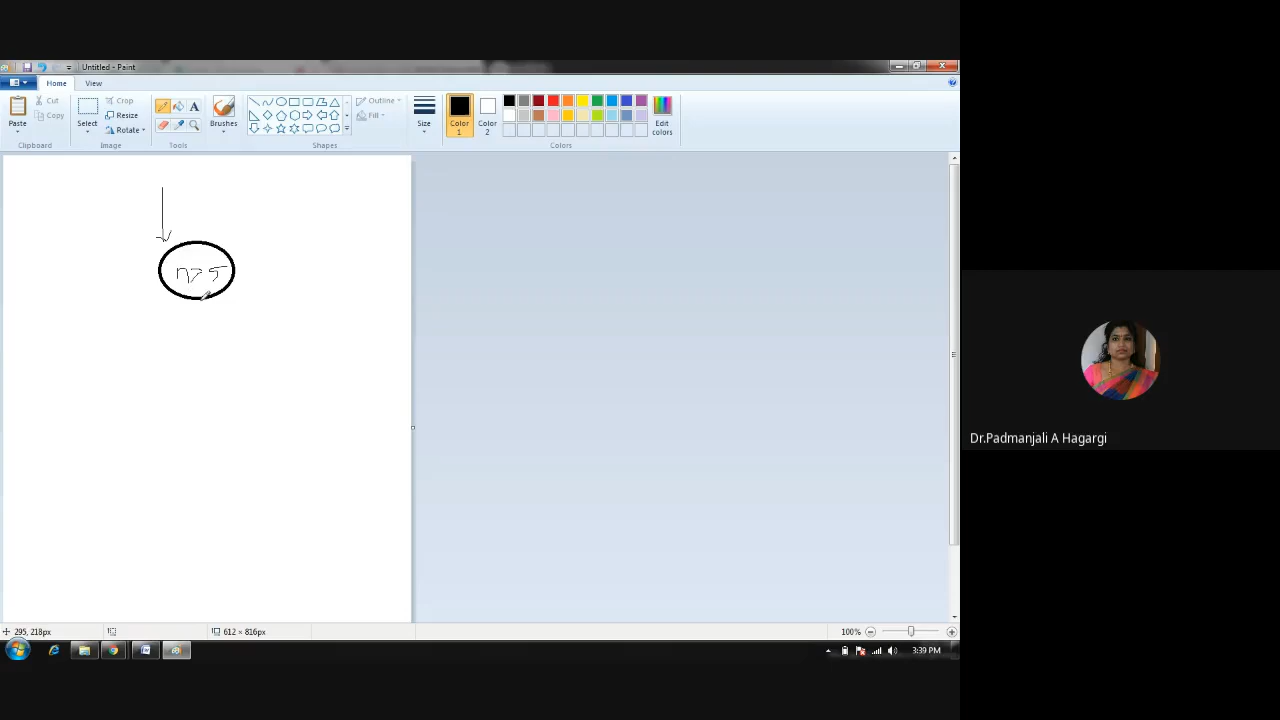 Untitled - Paint
Home
View
Paste
Cut
Copy
Clipboard
Select
Crop
Resize
Rotate
Image
Tools
Brushes
Outline
Fill
Shapes
Size
Color 1
Color 2
Edit colors
Colors
n>5
Dr.Padmanjali A Hagargi
295, 218px
612 × 816px
100%
3:39 PM